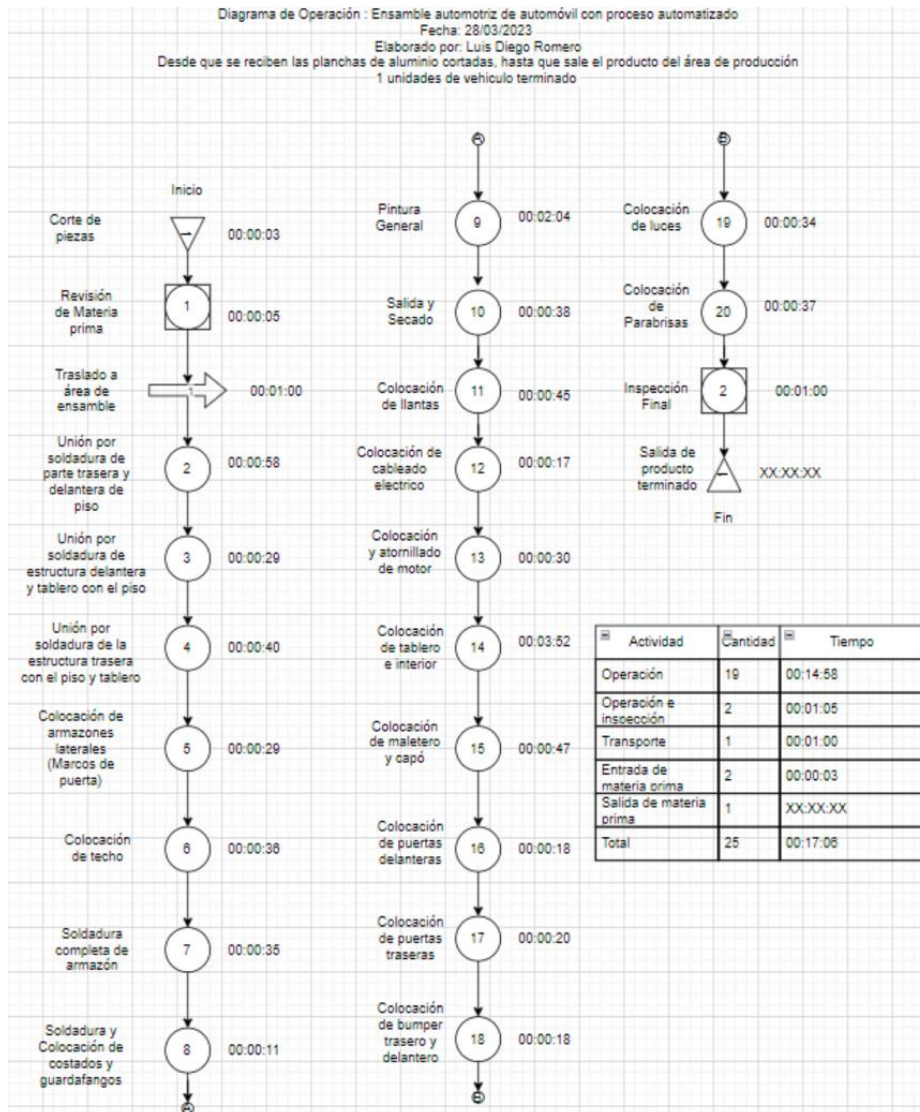 Diagrama de Operación : Ensamble automotriz de automóvil con proceso automatizado
Fecha: 28/03/2023
Elaborado por: Luis Diego Romero
Desde que se reciben las planchas de aluminio cortadas, hasta que sale el producto del área de producción
1 unidades de vehiculo terminado
Inicio
Corte de
piezas
1
00:00:03
Revisión
de Materia
prima
1
00:00:05
Traslado a
área de
ensamble
1
00:01:00
Unión por
soldadura de
parte trasera y
delantera de
piso
2
00:00:58
Unión por
soldadura de
estructura delantera
y tablero con el piso
3
00:00:29
Unión por
soldadura de la
estructura trasera
con el piso y tablero
4
00:00:40
Colocación de
armazones
laterales
(Marcos de
puerta)
5
00:00:29
Colocación
de techo
6
00:00:36
Soldadura
completa de
armazón
7
00:00:35
Soldadura y
Colocación de
costados y
guardafangos
8
00:00:11
A
A
Pintura
General
9
00:02:04
Salida y
Secado
10
00:00:38
Colocación
de llantas
11
00:00:45
Colocación de
cableado
electrico
12
00:00:17
Colocación
y atornillado
de motor
13
00:00:30
Colocación
de tablero
e interior
14
00:03:52
Colocación
de maletero
y capó
15
00:00:47
Colocación
de puertas
delanteras
16
00:00:18
Colocación
de puertas
traseras
17
00:00:20
Colocación
de bumper
trasero y
delantero
18
00:00:18
B
B
Colocación
de luces
19
00:00:34
Colocación
de
Parabrisas
20
00:00:37
Inspección
Final
2
00:01:00
Salida de
producto
terminado
1
XX:XX:XX
Fin
Actividad Cantidad Tiempo
Operación 19 00:14:58
Operación e
inspección
2 00:01:05
Transporte 1 00:01:00
Entrada de
materia prima
2 00:00:03
Salida de materia
prima
1 XX:XX:XX
Total 25 00:17:06